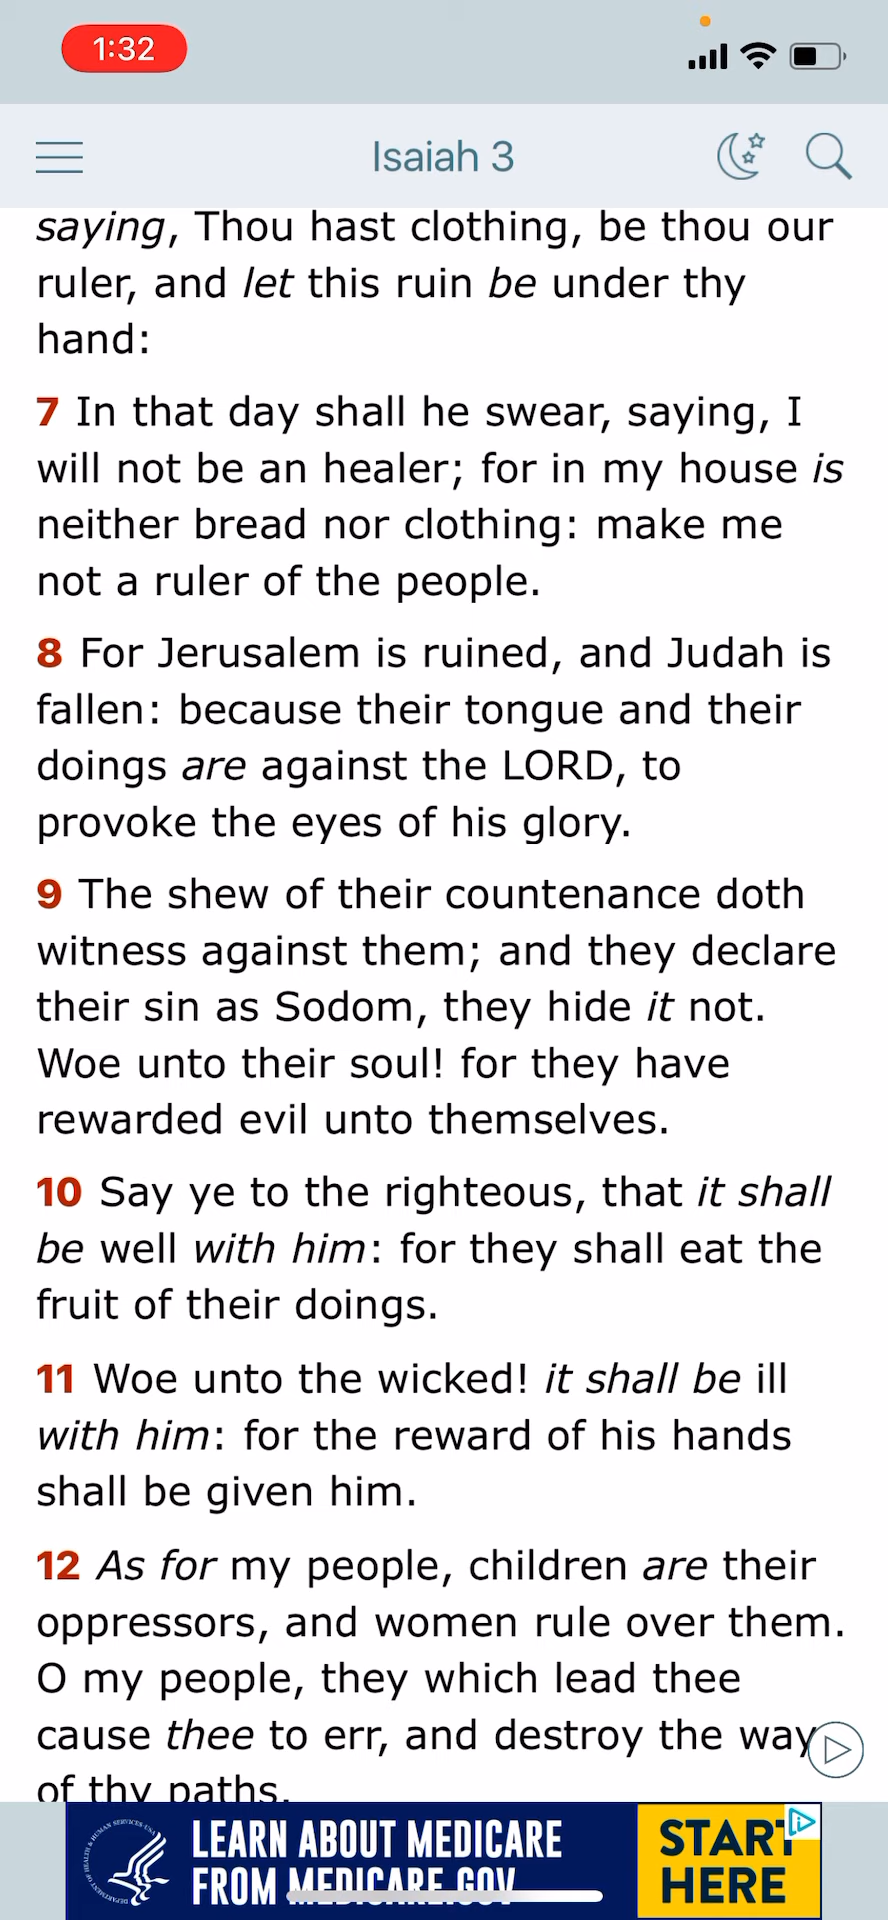 1:32
Isaiah 3
saying, Thou hast clothing, be thou our
ruler, and let this ruin be under thy
hand:
7 In that day shall he swear, saying, I
will not be an healer; for in my house is
neither bread nor clothing: make me
not a ruler of the people.
8 For Jerusalem is ruined, and Judah is
fallen: because their tongue and their
doings are against the LORD, to
provoke the eyes of his glory.
9 The shew of their countenance doth
witness against them; and they declare
their sin as Sodom, they hide it not.
Woe unto their soul! for they have
rewarded evil unto themselves.
10 Say ye to the righteous, that it shall
be well with him: for they shall eat the
fruit of their doings.
11 Woe unto the wicked! it shall be ill
with him: for the reward of his hands
shall be given him.
12 As for my people, children are their
oppressors, and women rule over them.
O my people, they which lead thee
cause thee to err, and destroy the way
of thy paths.
LEARN ABOUT MEDICARE
FROM MEDICARE.GOV
START
HERE